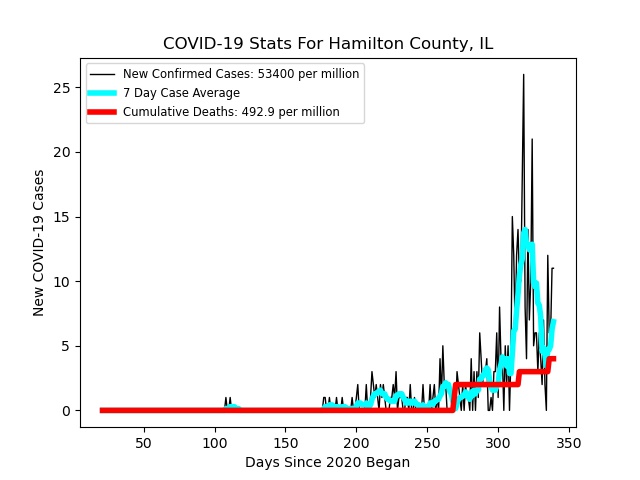 COVID-19 Stats For Hamilton County, IL
New Confirmed Cases: 53400 per million
7 Day Case Average
Cumulative Deaths: 492.9 per million
New COVID-19 Cases
25
20
15
10
5
0
50
100
150
200
250
300
350
Days Since 2020 Began